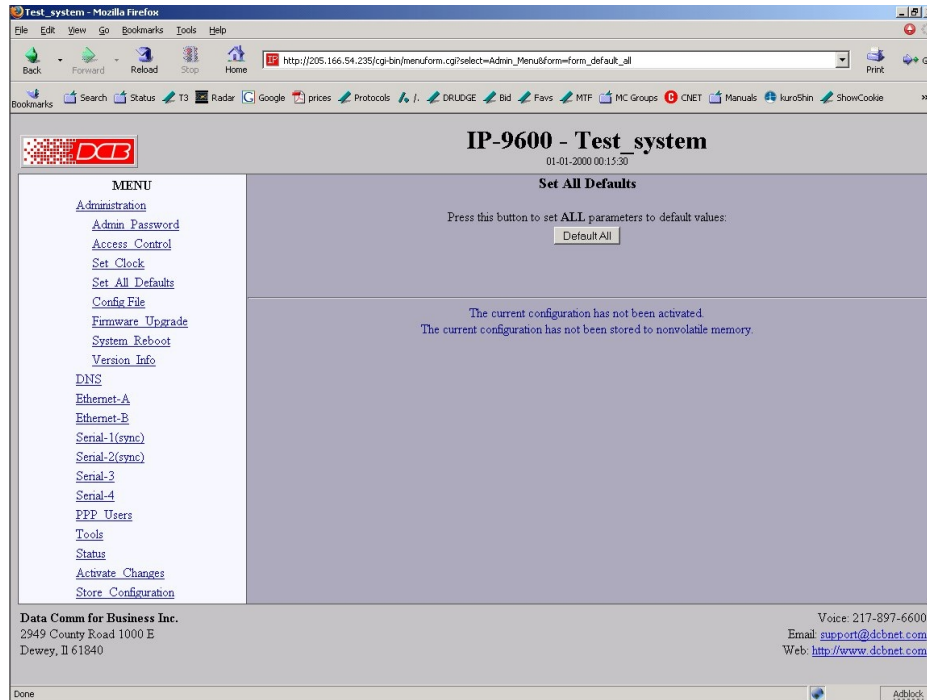 Test_system - Mozilla Firefox
File Edit View Go Bookmarks Tools Help
Back Forward Reload Stop Home
http://205.166.54.235/cgi-bin/menuform.cgi?select=Admin_Menu&form=form_default_all
Print G
Bookmarks Search Status T3 Radar Google prices Protocols /. DRUDGE Bid Favs MTF MC Groups CNET Manuals kuro5hin ShowCookie »
DCB
IP-9600 - Test_system
01-01-2000 00:15:30
MENU
Administration
Admin Password
Access Control
Set Clock
Set All Defaults
Config File
Firmware Upgrade
System Reboot
Version Info
DNS
Ethernet-A
Ethernet-B
Serial-1(sync)
Serial-2(sync)
Serial-3
Serial-4
PPP Users
Tools
Status
Activate Changes
Store Configuration
Set All Defaults
Press this button to set ALL parameters to default values:
Default All
The current configuration has not been activated.
The current configuration has not been stored to nonvolatile memory.
Data Comm for Business Inc.
2949 County Road 1000 E
Dewey, Il 61840
Voice: 217-897-6600
Email: support@dcbnet.com
Web: http://www.dcbnet.com
Done
Adblock